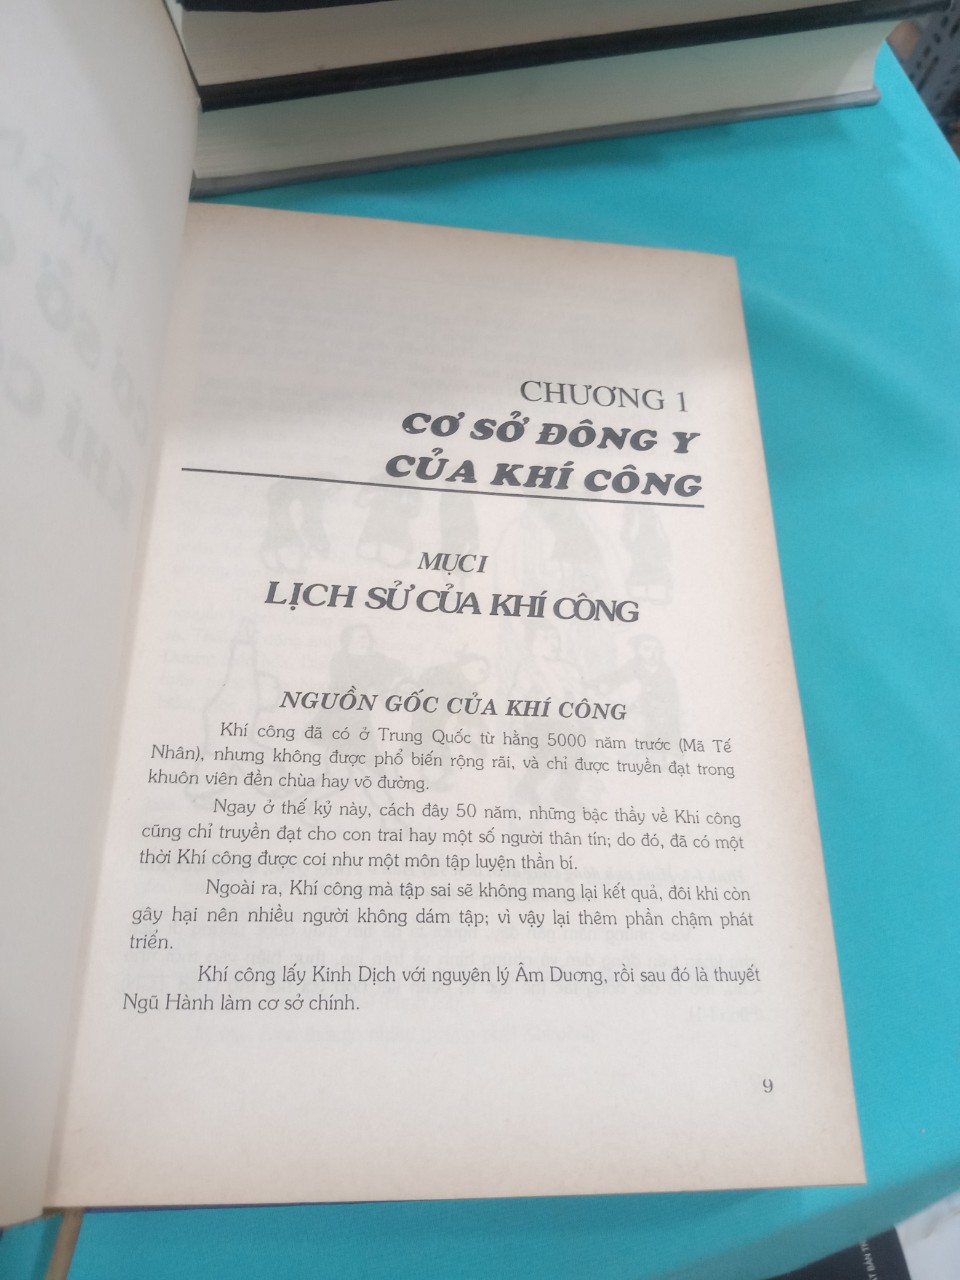 CHƯƠNG 1
CƠ SỞ ĐÔNG Y
CỦA KHÍ CÔNG
MỤC I
LỊCH SỬ CỦA KHÍ CÔNG
NGUỒN GỐC CỦA KHÍ CÔNG
Khí công đã có ở Trung Quốc từ hằng 5000 năm trước (Mã Tế
Nhân), nhưng không được phổ biến rộng rãi, và chỉ được truyền đạt trong
khuôn viên đền chùa hay võ đường.
Ngay ở thế kỷ này, cách đây 50 năm, những bậc thầy về Khi công
cũng chỉ truyền đạt cho con trai hay một số người thân tín; do đó, đã có một
thời Khí công được coi như một môn tập luyện thần bí.
Ngoài ra, Khí công mà tập sai sẽ không mang lại kết quả, đôi khi còn
gây hại nên nhiều người không dám tập; vì vậy lại thêm phần chậm phát
triển.
Khí công lấy Kinh Dịch với nguyên lý Âm Dương, rồi sau đó là thuyết
Ngũ Hành làm cơ sở chính.
9